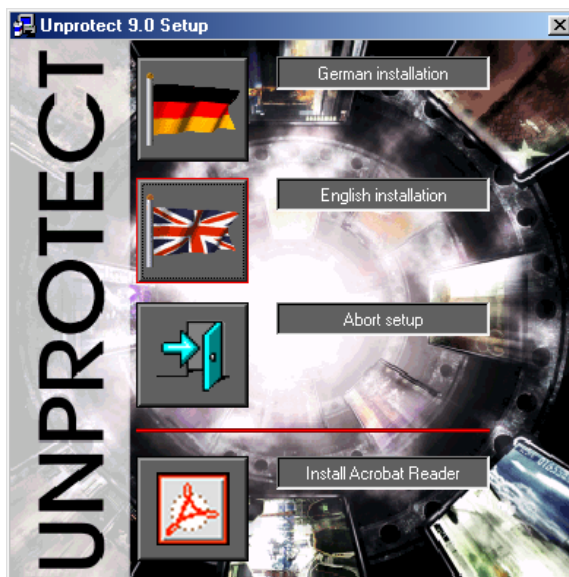 Unprotect 9.0 Setup
UNPROTECT
German installation
English installation
Abort setup
Install Acrobat Reader